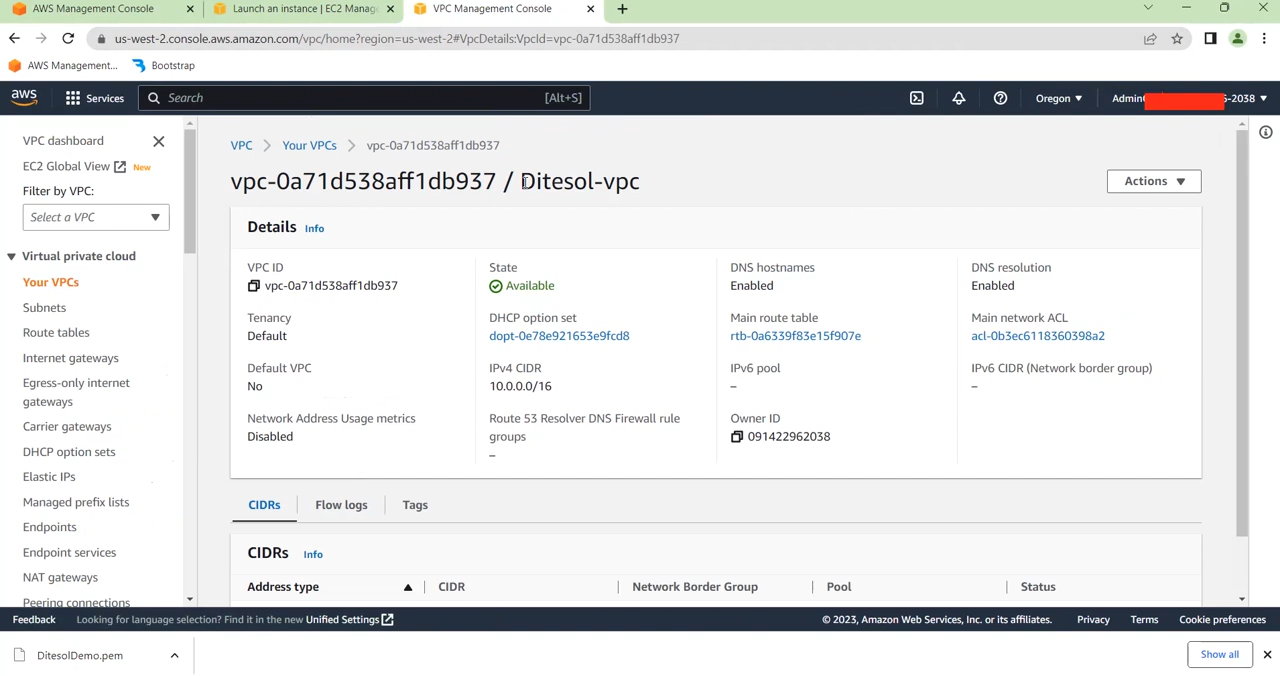 AWS Management Console
Launch an instance | EC2 Manag
VPC Management Console
us-west-2.console.aws.amazon.com/vpc/home?region=us-west-2#VpcDetails:VpcId=vpc-0a71d538aff1db937
AWS Management...
Bootstrap
aws
Services
Search
[Alt+S]
Oregon
Admin
-2038
VPC dashboard
EC2 Global View
New
Filter by VPC:
Select a VPC
Virtual private cloud
Your VPCs
Subnets
Route tables
Internet gateways
Egress-only internet
gateways
Carrier gateways
DHCP option sets
Elastic IPs
Managed prefix lists
Endpoints
Endpoint services
NAT gateways
Peering connections
VPC
Your VPCs
vpc-0a71d538aff1db937
vpc-0a71d538aff1db937 / Ditesol-vpc
Actions
Details Info
VPC ID
vpc-0a71d538aff1db937
State
Available
DNS hostnames
Enabled
DNS resolution
Enabled
Tenancy
Default
DHCP option set
dopt-0e78e921653e9fcd8
Main route table
rtb-0a6339f83e15f907e
Main network ACL
acl-0b3ec6118360398a2
Default VPC
No
IPv4 CIDR
10.0.0.0/16
IPv6 pool
–
IPv6 CIDR (Network border group)
–
Network Address Usage metrics
Disabled
Route 53 Resolver DNS Firewall rule
groups
–
Owner ID
091422962038
CIDRs
Flow logs
Tags
CIDRs Info
Address type
CIDR
Network Border Group
Pool
Status
Feedback
Looking for language selection? Find it in the new Unified Settings
© 2023, Amazon Web Services, Inc. or its affiliates.
Privacy
Terms
Cookie preferences
DitesolDemo.pem
Show all